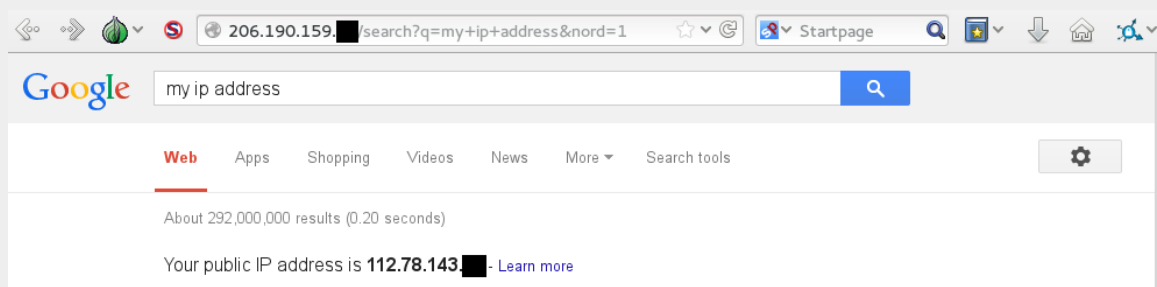 206.190.159. /search?q=my+ip+address&nord=1 Startpage
Google my ip address
Web Apps Shopping Videos News More Search tools
About 292,000,000 results (0.20 seconds)
Your public IP address is 112.78.143. - Learn more